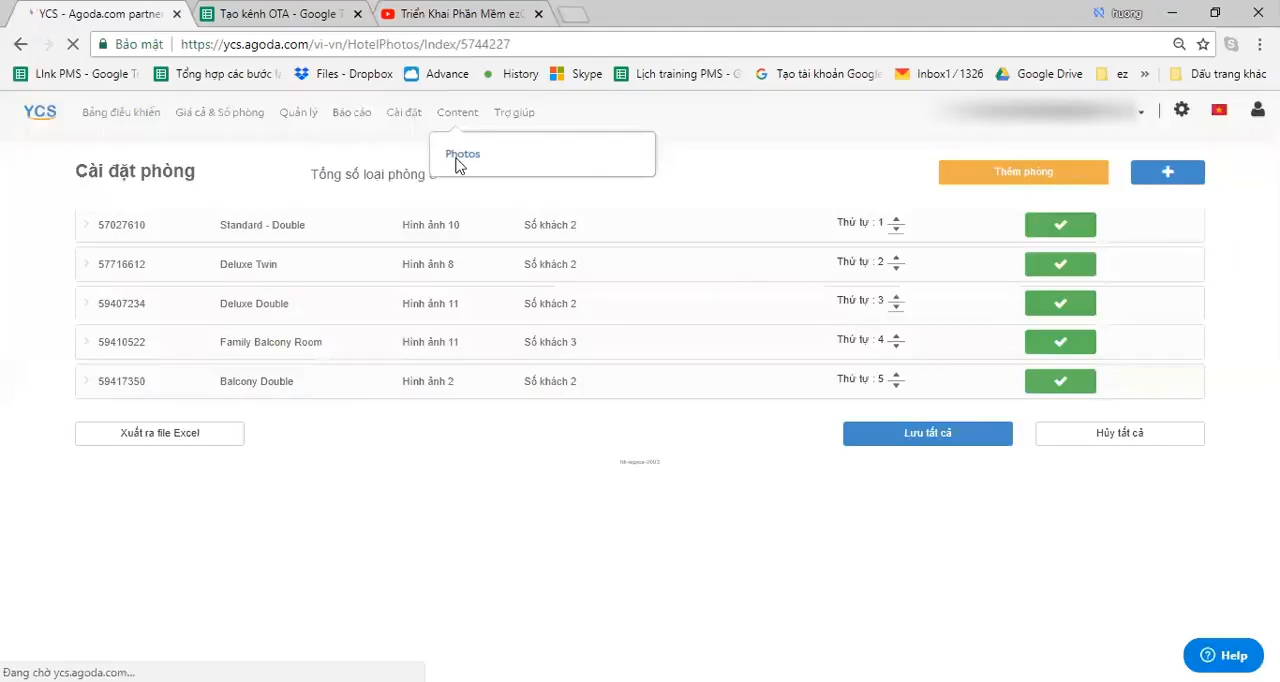 YCS - Agoda.com partner
Tạo kênh OTA - Google T
Triển Khai Phần Mềm ez
huong
Bảo mật
https://ycs.agoda.com/vi-vn/HotelPhotos/Index/5744227
LInk PMS - Google Tr
Tổng hợp các bước l
Files - Dropbox
Advance
History
Skype
Lịch training PMS - G
Tạo tài khoản Google
Inbox1⁄1326
Google Drive
ez
»
Dấu trang khác
YCS
Bảng điều khiển
Giá cả & Số phòng
Quản lý
Báo cáo
Cài đặt
Content
Trợ giúp
Photos
Cài đặt phòng
Tổng số loại phòng
Thêm phòng
57027610 Standard - Double Hình ảnh 10 Số khách 2 Thứ tự : 1
57716612 Deluxe Twin Hình ảnh 8 Số khách 2 Thứ tự : 2
59407234 Deluxe Double Hình ảnh 11 Số khách 2 Thứ tự : 3
59410522 Family Balcony Room Hình ảnh 11 Số khách 3 Thứ tự : 4
59417350 Balcony Double Hình ảnh 2 Số khách 2 Thứ tự : 5
Xuất ra file Excel
Lưu tất cả
Hủy tất cả
Help
Đang chờ ycs.agoda.com...